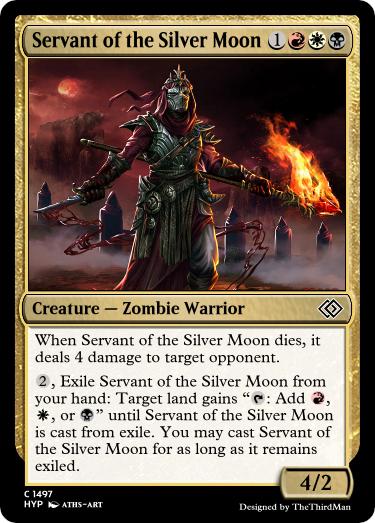 Servant of the Silver Moon 1
Creature — Zombie Warrior
When Servant of the Silver Moon dies, it
deals 4 damage to target opponent.
2, Exile Servant of the Silver Moon from
your hand: Target land gains “: Add ,
, or ” until Servant of the Silver Moon
is cast from exile. You may cast Servant of
the Silver Moon for as long as it remains
exiled.
4/2
C 1497
HYP ATHS-ART
Designed by TheThirdMan